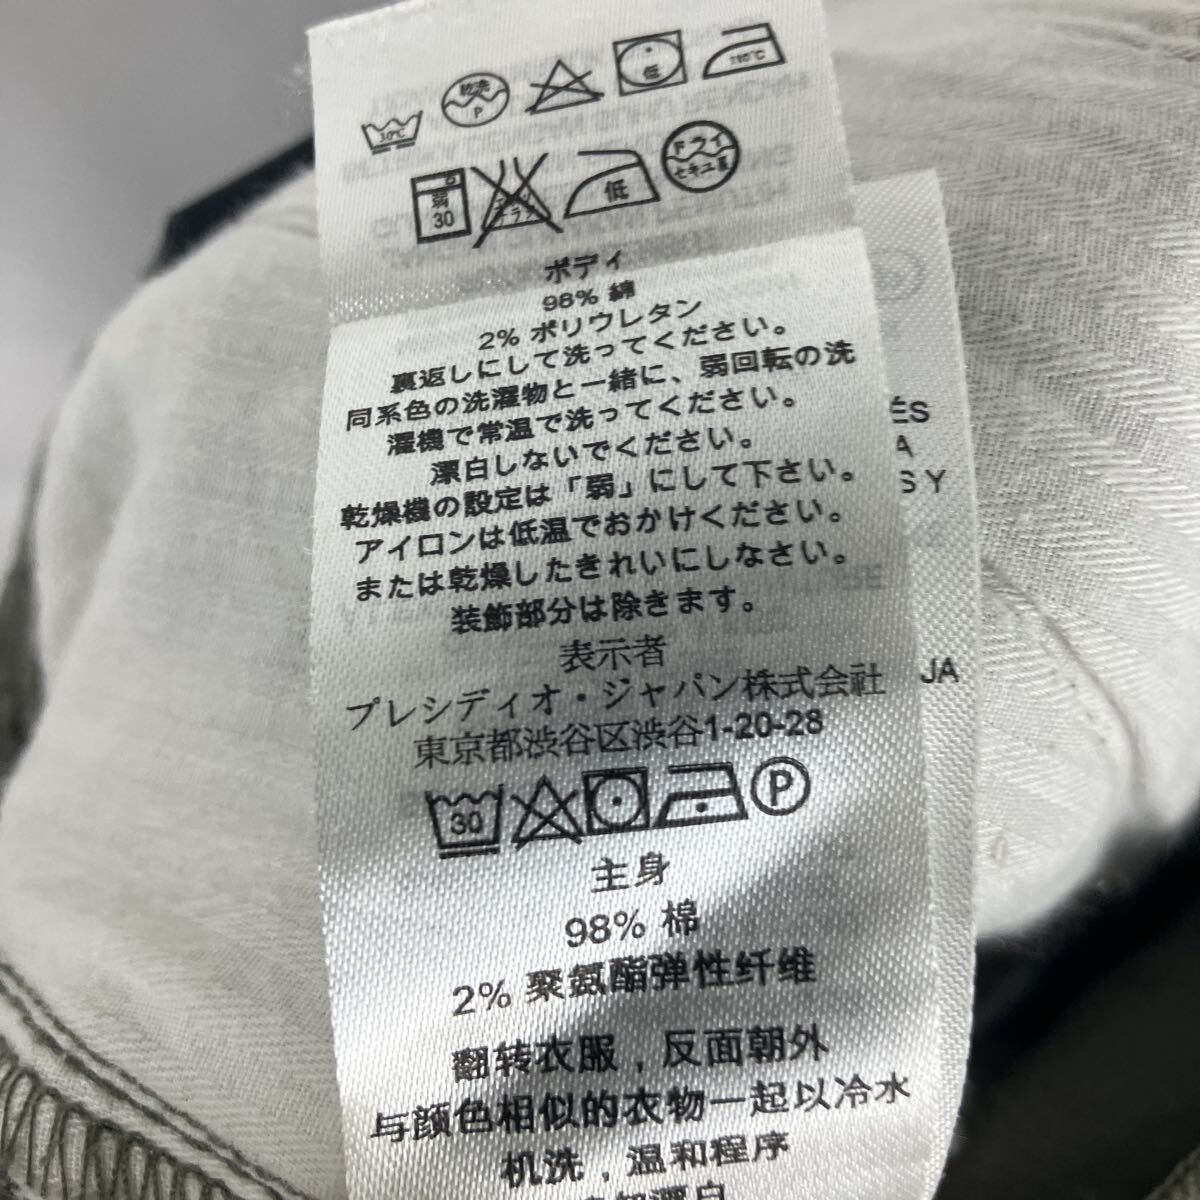 30℃ 乾洗 P 低
弱 30 低 ドライ セキユ系
ボディ
98% 綿
2% ポリウレタン
裏返しにして洗ってください。
同系色の洗濯物と一緒に、弱回転の洗
濯機で常温で洗ってください。
漂白しないでください。
乾燥機の設定は「弱」にして下さい。
アイロンは低温でおかけください。
または乾燥したきれいにしなさい。
装飾部分は除きます。
表示者
プレシディオ・ジャパン株式会社
東京都渋谷区渋谷1-20-28
30 P
主身
98% 棉
2% 聚氨酯弹性纤维
翻转衣服，反面朝外
与颜色相似的衣物一起以冷水
机洗，温和程序
ÉS
A
S Y
JA